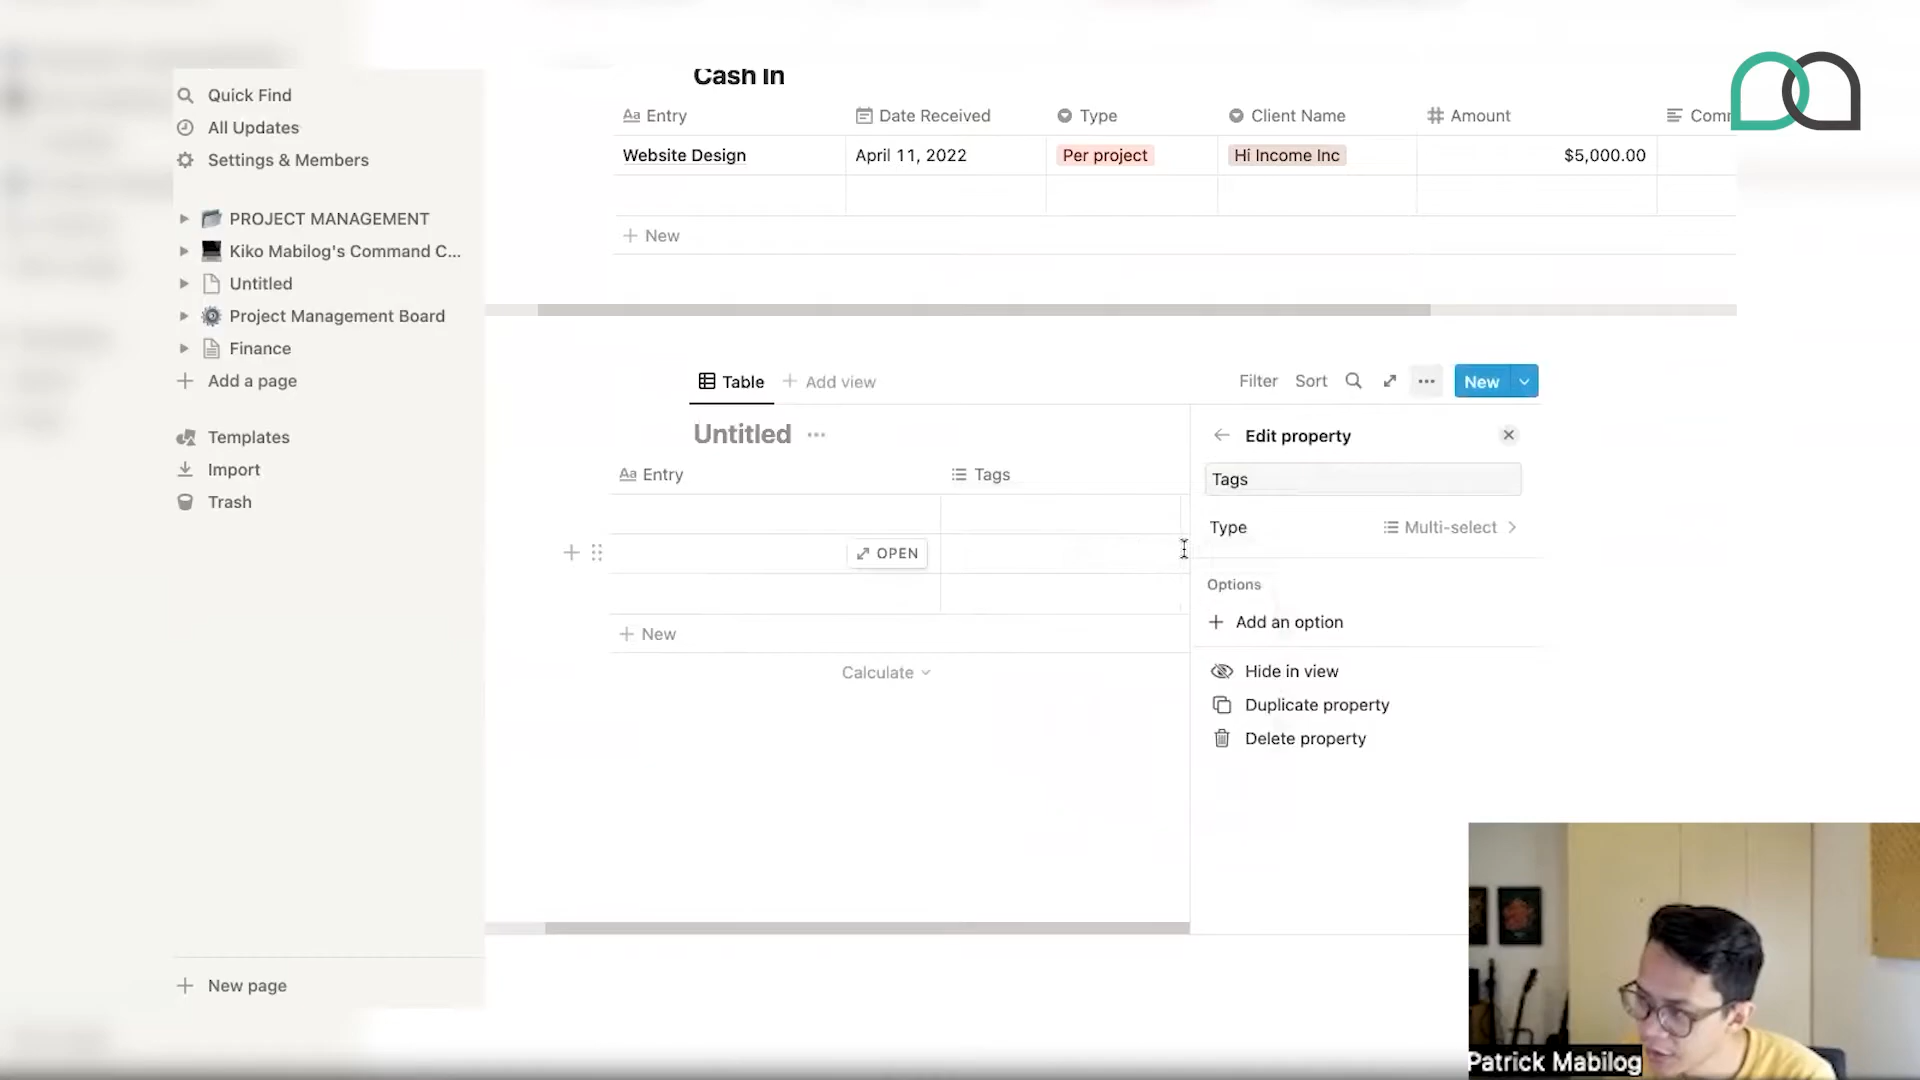 Quick Find
All Updates
Settings & Members
PROJECT MANAGEMENT
Kiko Mabilog's Command C...
Untitled
Project Management Board
Finance
Add a page
Templates
Import
Trash
New page
Cash In
Aa Entry Date Received Type Client Name # Amount Comm
Website Design April 11, 2022 Per project Hi Income Inc $5,000.00
+ New
Table + Add view Filter Sort New
Untitled ...
Aa Entry Tags
OPEN
+ New
Calculate
Edit property
Tags
Type Multi-select
Options
+ Add an option
Hide in view
Duplicate property
Delete property
Patrick Mabilog